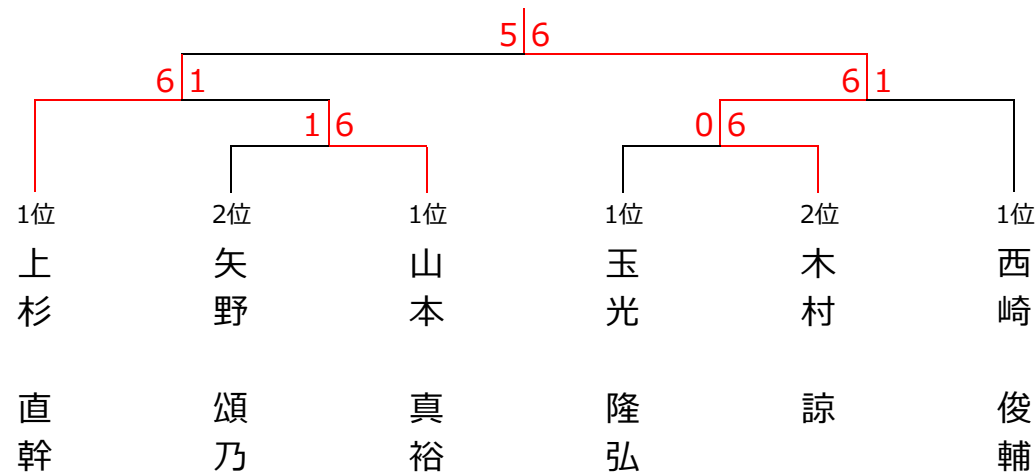 5 6
6 1 6 1
1 6 0 6
1位 2位 1位 1位 2位 1位
上杉 直幹
矢野 頌乃
山本 真裕
玉光 隆弘
木村 諒
西崎 俊輔